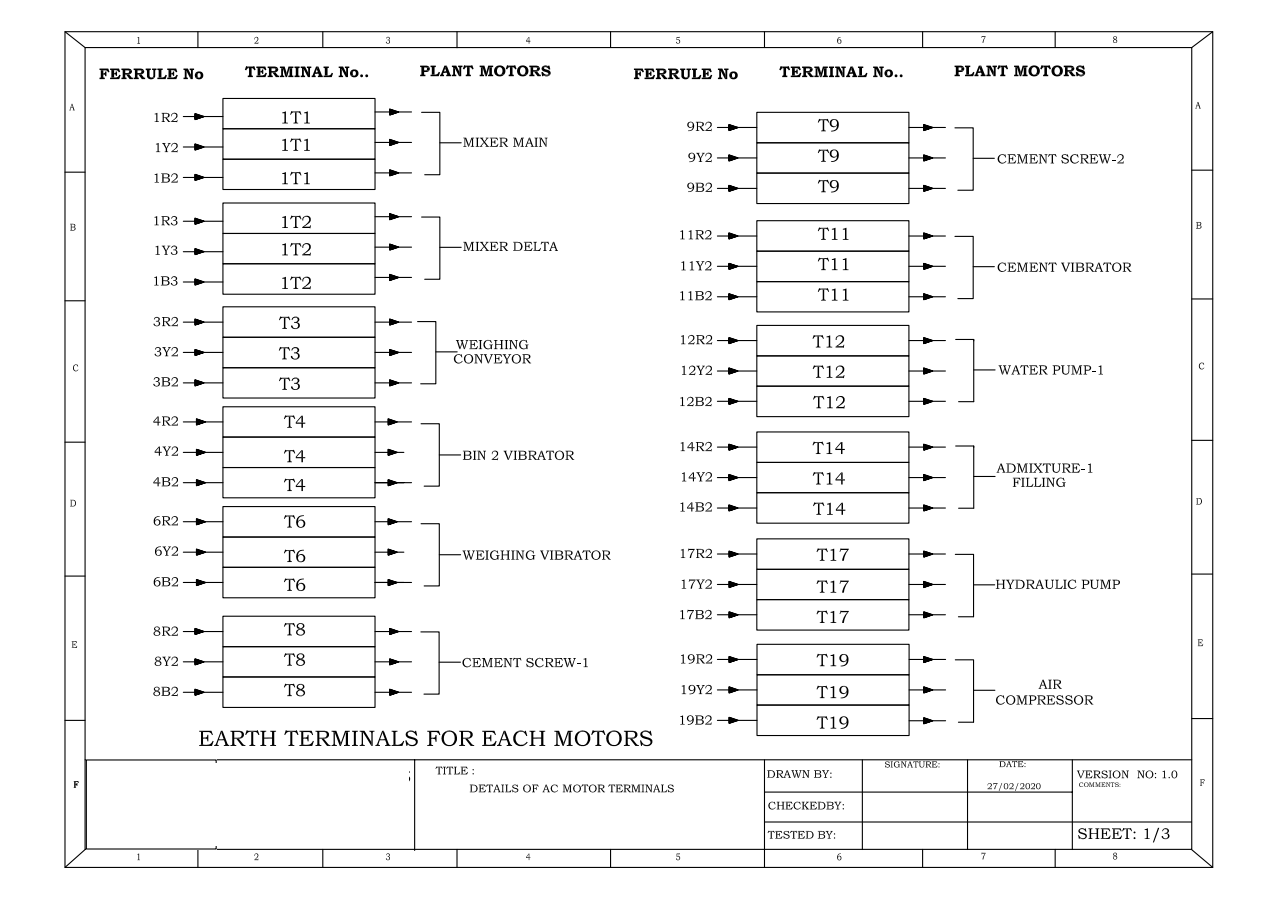 1 2 3 4 5 6 7 8
FERRULE No TERMINAL No.. PLANT MOTORS
1R2 1T1
1Y2 1T1 MIXER MAIN
1B2 1T1
1R3 1T2
1Y3 1T2 MIXER DELTA
1B3 1T2
3R2 T3
3Y2 T3 WEIGHING
CONVEYOR
3B2 T3
4R2 T4
4Y2 T4 BIN 2 VIBRATOR
4B2 T4
6R2 T6
6Y2 T6 WEIGHING VIBRATOR
6B2 T6
8R2 T8
8Y2 T8 CEMENT SCREW-1
8B2 T8
FERRULE No TERMINAL No.. PLANT MOTORS
9R2 T9
9Y2 T9 CEMENT SCREW-2
9B2 T9
11R2 T11
11Y2 T11 CEMENT VIBRATOR
11B2 T11
12R2 T12
12Y2 T12 WATER PUMP-1
12B2 T12
14R2 T14
14Y2 T14 ADMIXTURE-1
FILLING
14B2 T14
17R2 T17
17Y2 T17 HYDRAULIC PUMP
17B2 T17
19R2 T19
19Y2 T19 AIR
COMPRESSOR
19B2 T19
A
B
C
D
E
F
A
B
C
D
E
F
EARTH TERMINALS FOR EACH MOTORS
;
TITLE :
DETAILS OF AC MOTOR TERMINALS
DRAWN BY: SIGNATURE: DATE:
27/02/2020
CHECKEDBY:
TESTED BY:
VERSION NO: 1.0
COMMENTS:
SHEET: 1/3
1 2 3 4 5 6 7 8